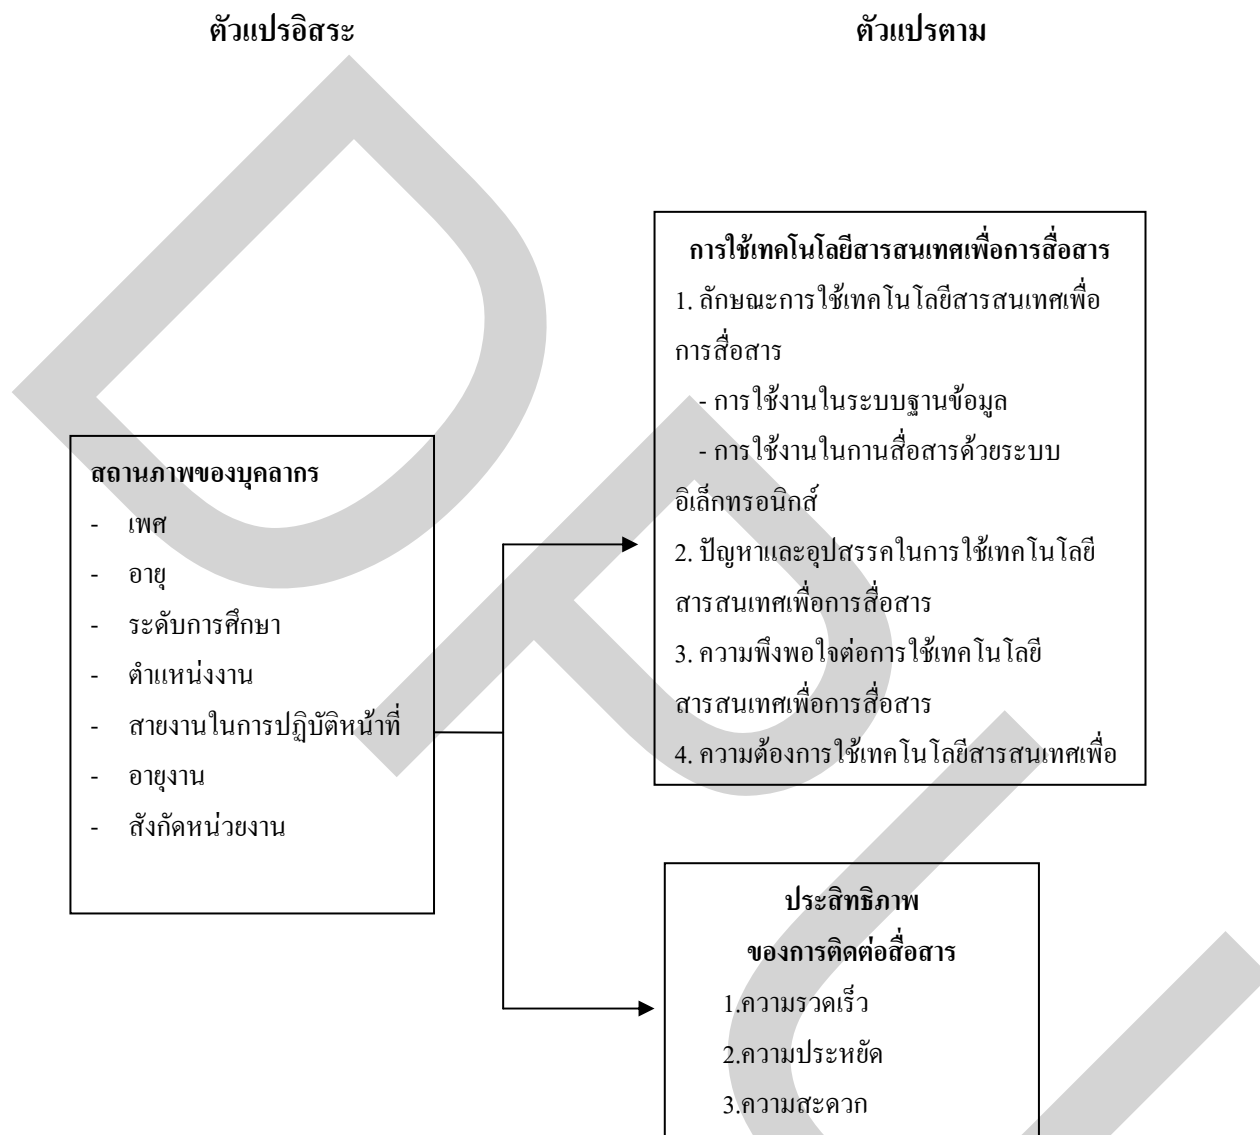 ตัวแปรอิสระ
ตัวแปรตาม
สถานภาพของบุคลากร
- เพศ
- อายุ
- ระดับการศึกษา
- ตำแหน่งงาน
- สายงานในการปฏิบัติหน้าที่
- อายุงาน
- สังกัดหน่วยงาน
การใช้เทคโนโลยีสารสนเทศเพื่อการสื่อสาร
1. ลักษณะการใช้เทคโนโลยีสารสนเทศเพื่อ
การสื่อสาร
- การใช้งานในระบบฐานข้อมูล
- การใช้งานในกานสื่อสารด้วยระบบ
อิเล็กทรอนิกส์
2. ปัญหาและอุปสรรคในการใช้เทคโนโลยี
สารสนเทศเพื่อการสื่อสาร
3. ความพึงพอใจต่อการใช้เทคโนโลยี
สารสนเทศเพื่อการสื่อสาร
4. ความต้องการใช้เทคโนโลยีสารสนเทศเพื่อ
ประสิทธิภาพ
ของการติดต่อสื่อสาร
1.ความรวดเร็ว
2.ความประหยัด
3.ความสะดวก